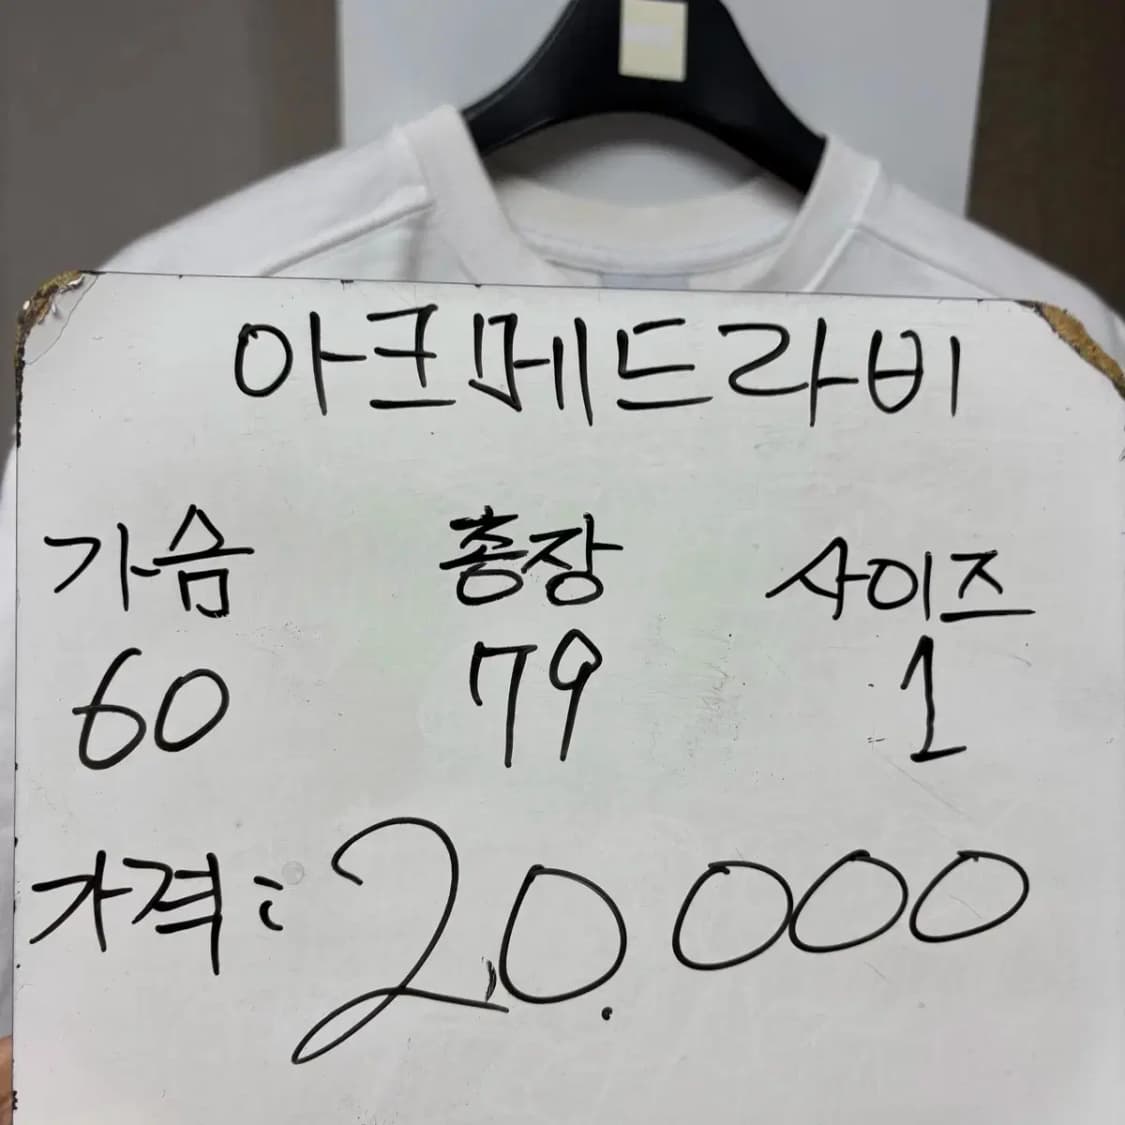 아크메드라비
가슴 총장 사이즈
60 79 1
가격: 20.000